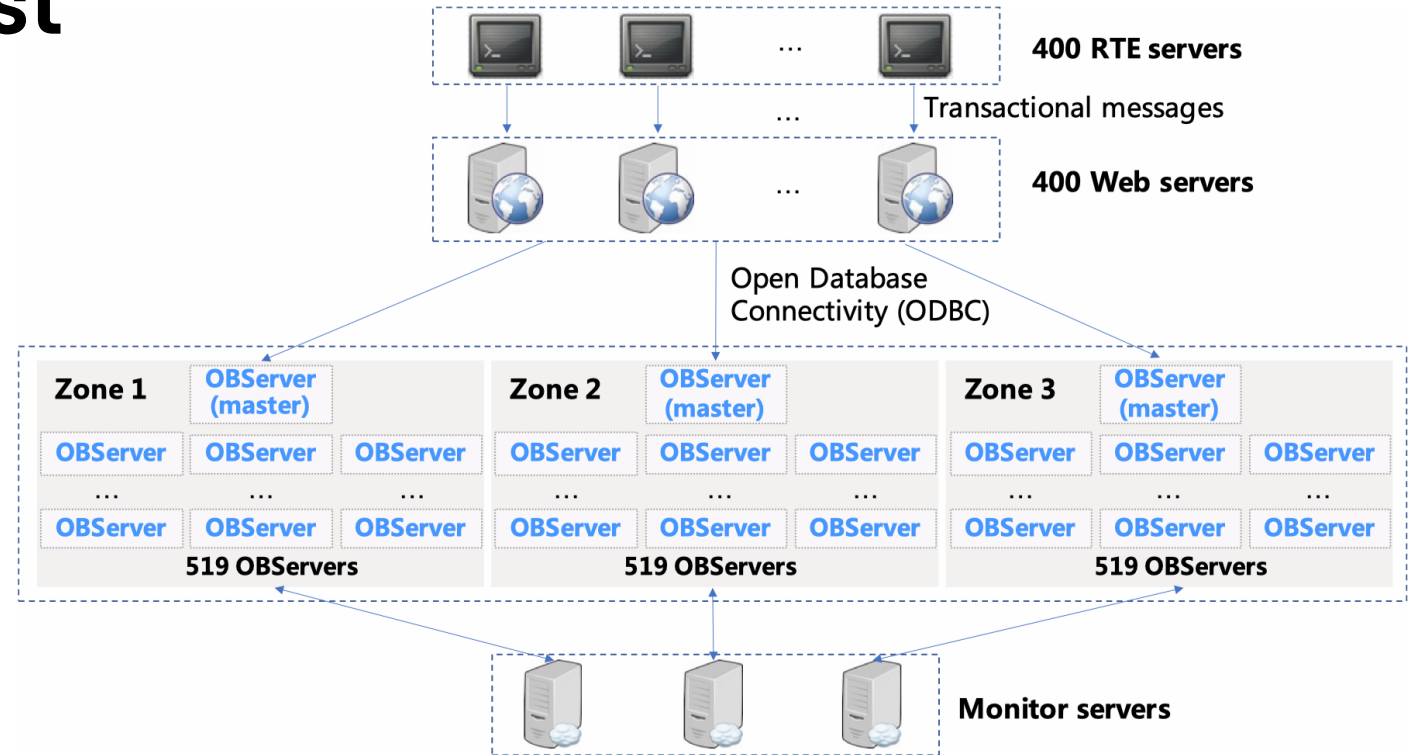 st
...
400 RTE servers
...
Transactional messages
...
400 Web servers
Open Database
Connectivity (ODBC)
Zone 1
OBServer
(master)
OBServer OBServer OBServer
... ... ...
OBServer OBServer OBServer
519 OBServers
Zone 2
OBServer
(master)
OBServer OBServer OBServer
... ... ...
OBServer OBServer OBServer
519 OBServers
Zone 3
OBServer
(master)
OBServer OBServer OBServer
... ... ...
OBServer OBServer OBServer
519 OBServers
Monitor servers